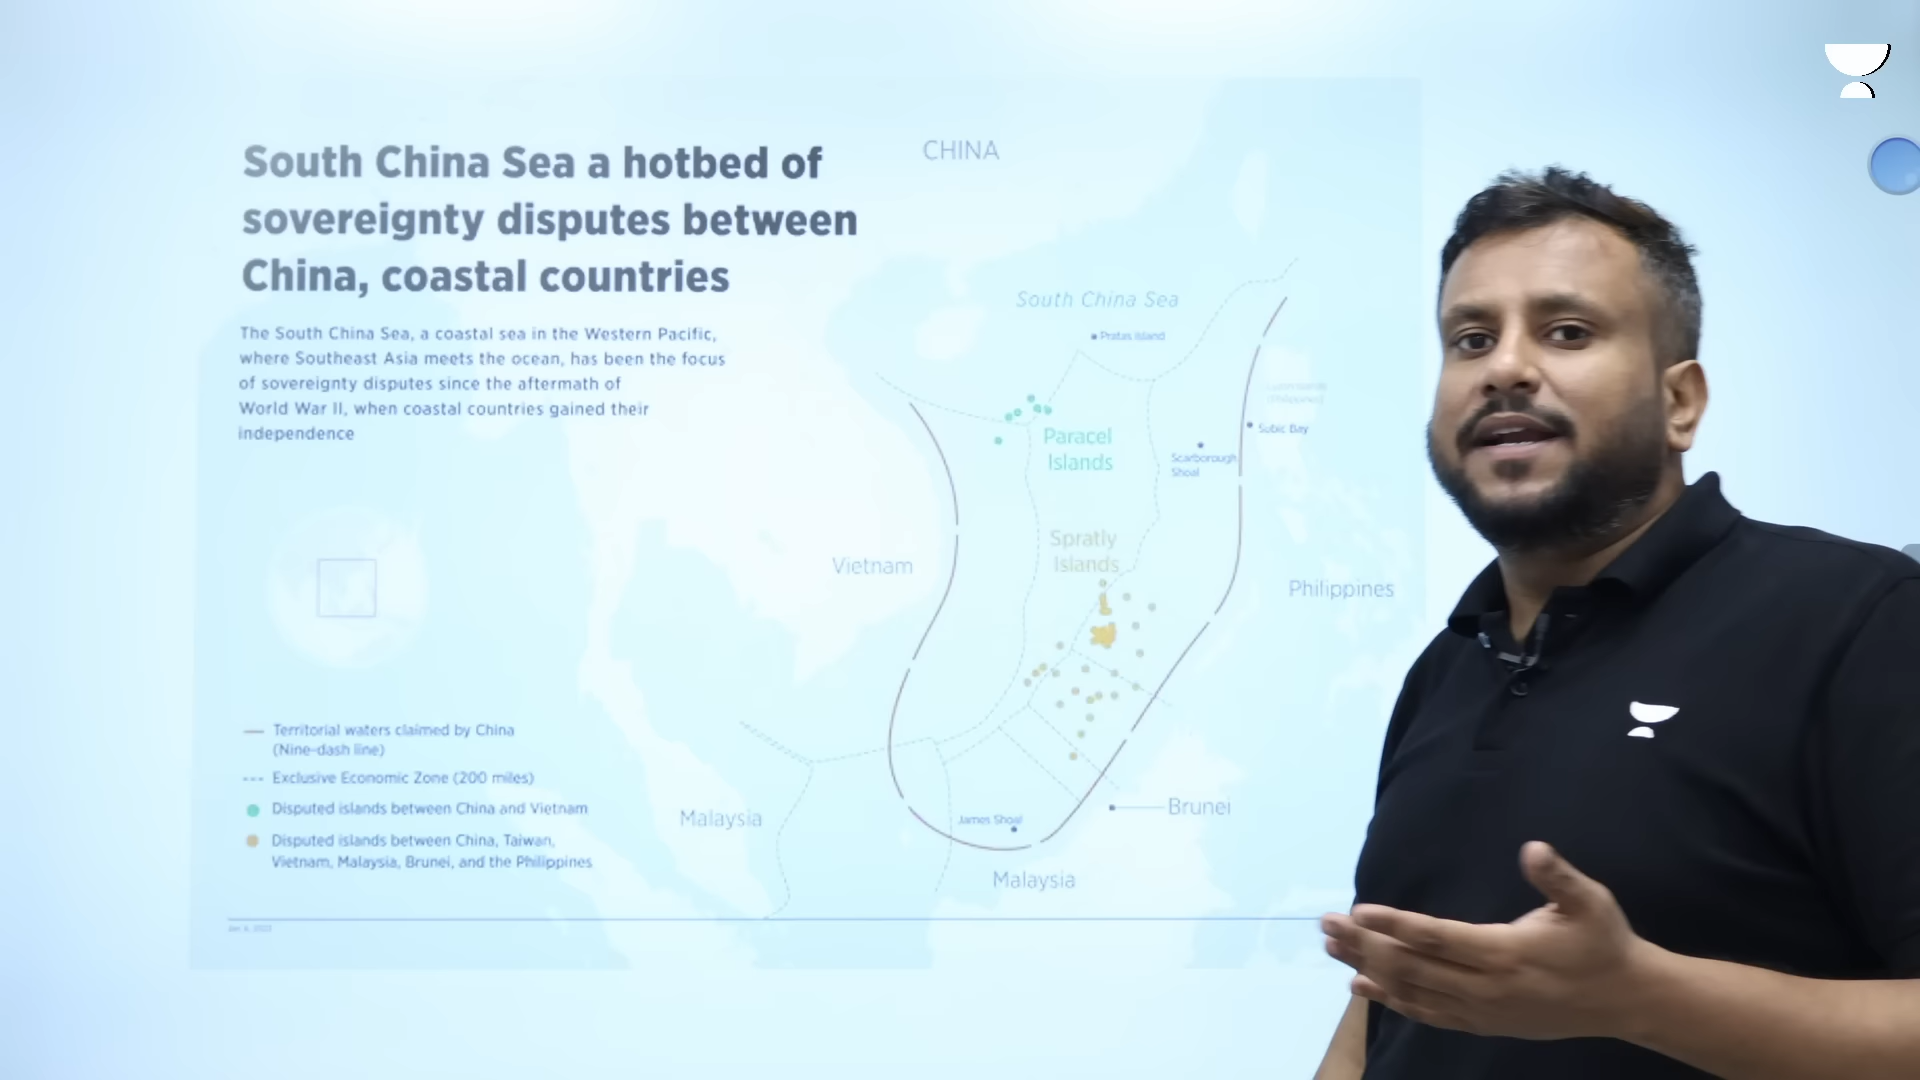 South China Sea a hotbed of
sovereignty disputes between
China, coastal countries
The South China Sea, a coastal sea in the Western Pacific,
where Southeast Asia meets the ocean, has been the focus
of sovereignty disputes since the aftermath of
World War II, when coastal countries gained their
independence
CHINA
South China Sea
Pratas Island
Paracel
Islands
Subic Bay
Scarborough
Shoal
Spratly
Islands
Vietnam
Philippines
Territorial waters claimed by China
(Nine-dash line)
Exclusive Economic Zone (200 miles)
Disputed islands between China and Vietnam
Disputed islands between China, Taiwan,
Vietnam, Malaysia, Brunei, and the Philippines
Malaysia
Brunei
James Shoal
Malaysia